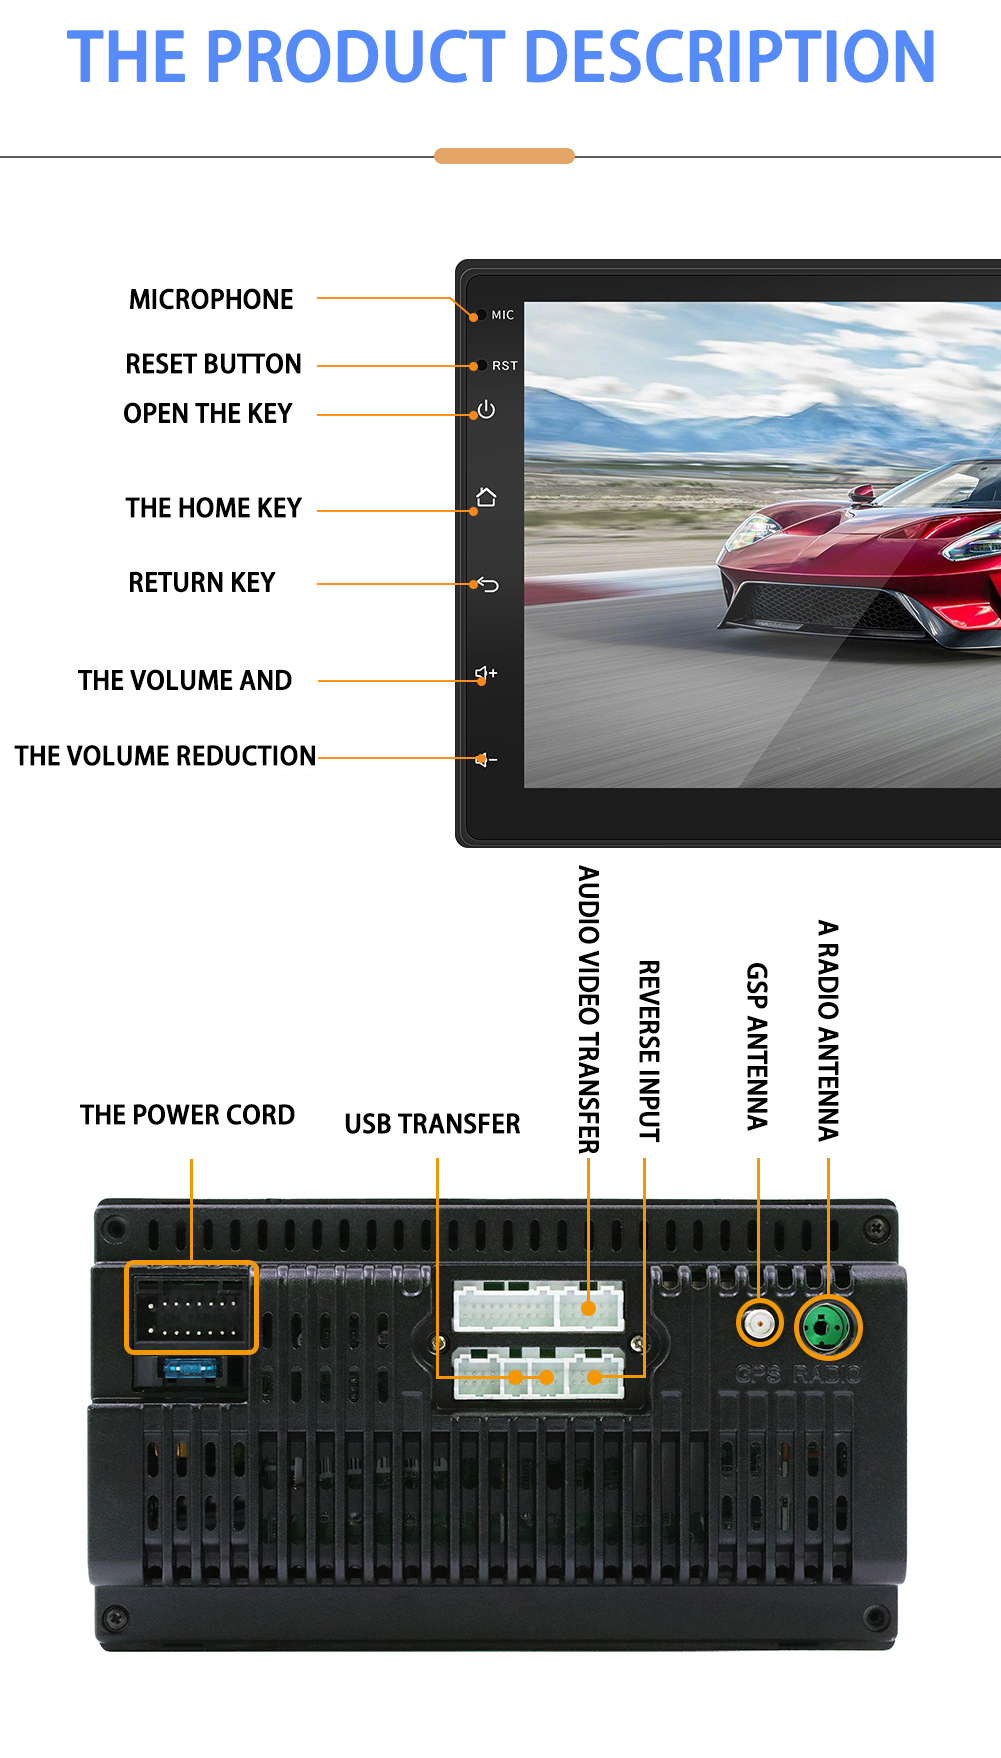 THE PRODUCT DESCRIPTION
MICROPHONE
MIC
RESET BUTTON
RST
OPEN THE KEY
THE HOME KEY
RETURN KEY
THE VOLUME AND
THE VOLUME REDUCTION
AUDIO VIDEO TRANSFER
REVERSE INPUT
GSP ANTENNA
A RADIO ANTENNA
THE POWER CORD
USB TRANSFER
GPS RADIO